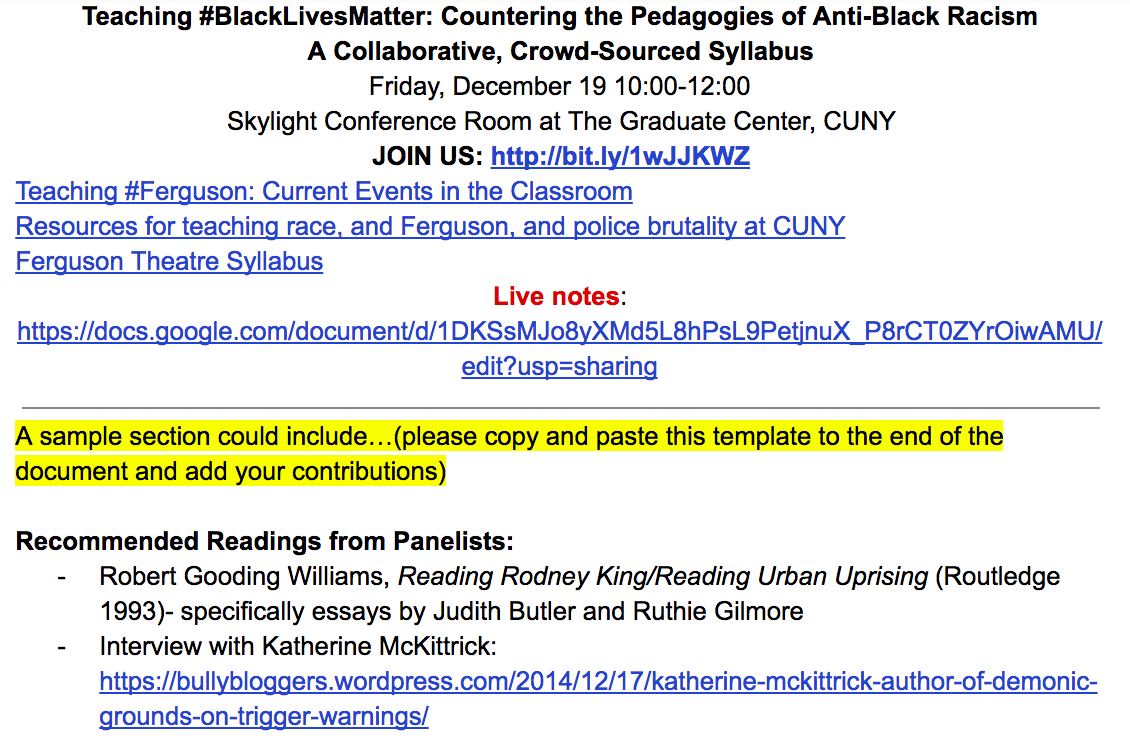 Teaching #BlackLivesMatter: Countering the Pedagogies of Anti-Black Racism
A Collaborative, Crowd-Sourced Syllabus
Friday, December 19 10:00-12:00
Skylight Conference Room at The Graduate Center, CUNY
JOIN US: http://bit.ly/1wJJKWZ
Teaching #Ferguson: Current Events in the Classroom
Resources for teaching race, and Ferguson, and police brutality at CUNY
Ferguson Theatre Syllabus
Live notes:
https://docs.google.com/document/d/1DKSsMJo8yXMd5L8hPsL9PetjnuX_P8rCT0ZYrOiwAMU/
edit?usp=sharing
A sample section could include…(please copy and paste this template to the end of the
document and add your contributions)
Recommended Readings from Panelists:
- Robert Gooding Williams, Reading Rodney King/Reading Urban Uprising (Routledge
1993)- specifically essays by Judith Butler and Ruthie Gilmore
- Interview with Katherine McKittrick:
https://bullybloggers.wordpress.com/2014/12/17/katherine-mckittrick-author-of-demonic-
grounds-on-trigger-warnings/